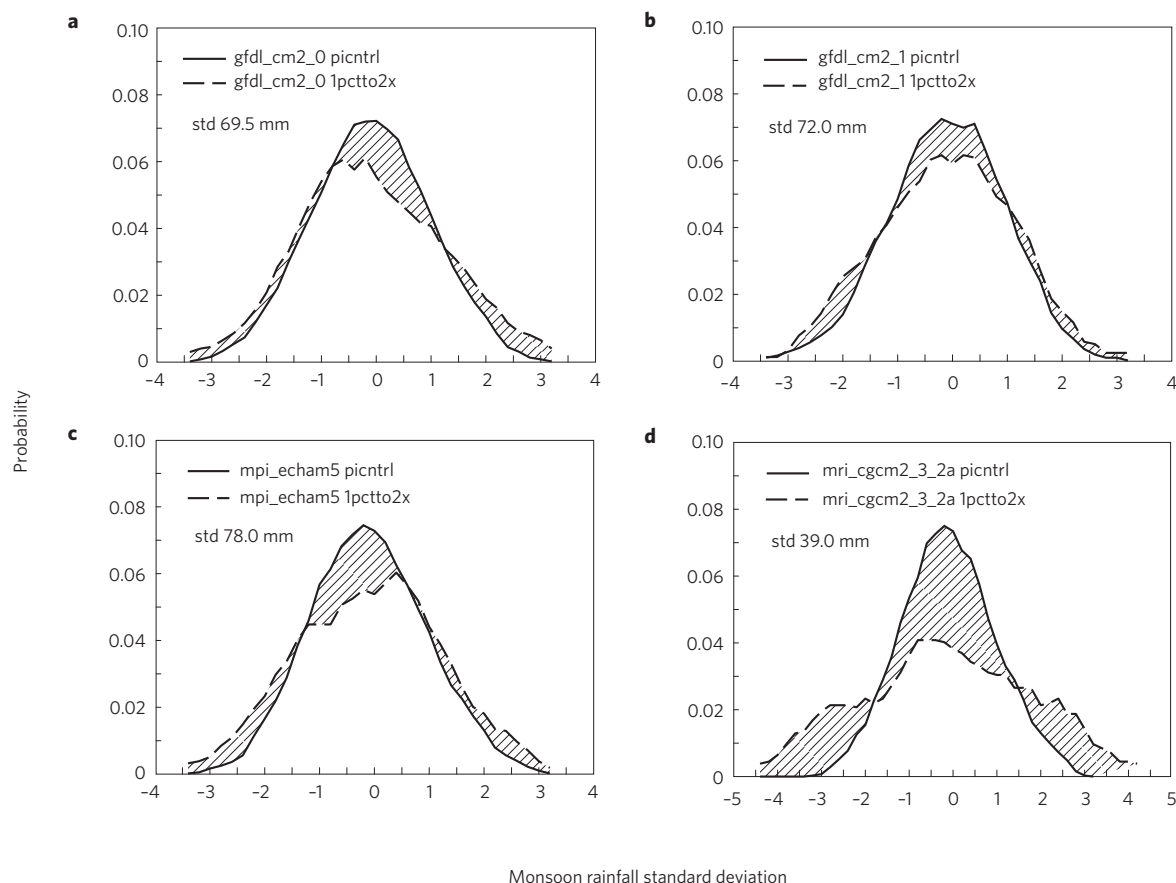 a
0.10
0.08
0.06
0.04
0.02
0
gfdl_cm2_0 picntrl
gfdl_cm2_0 1pctto2x
std 69.5 mm
-4 -3 -2 -1 0 1 2 3 4
b
0.10
0.08
0.06
0.04
0.02
0
gfdl_cm2_1 picntrl
gfdl_cm2_1 1pctto2x
std 72.0 mm
-4 -3 -2 -1 0 1 2 3 4
Probability
c
0.10
0.08
0.06
0.04
0.02
0
mpi_echam5 picntrl
mpi_echam5 1pctto2x
std 78.0 mm
-4 -3 -2 -1 0 1 2 3 4
d
0.10
0.08
0.06
0.04
0.02
0
mri_cgcm2_3_2a picntrl
mri_cgcm2_3_2a 1pctto2x
std 39.0 mm
-5 -4 -3 -2 -1 0 1 2 3 4 5
Monsoon rainfall standard deviation